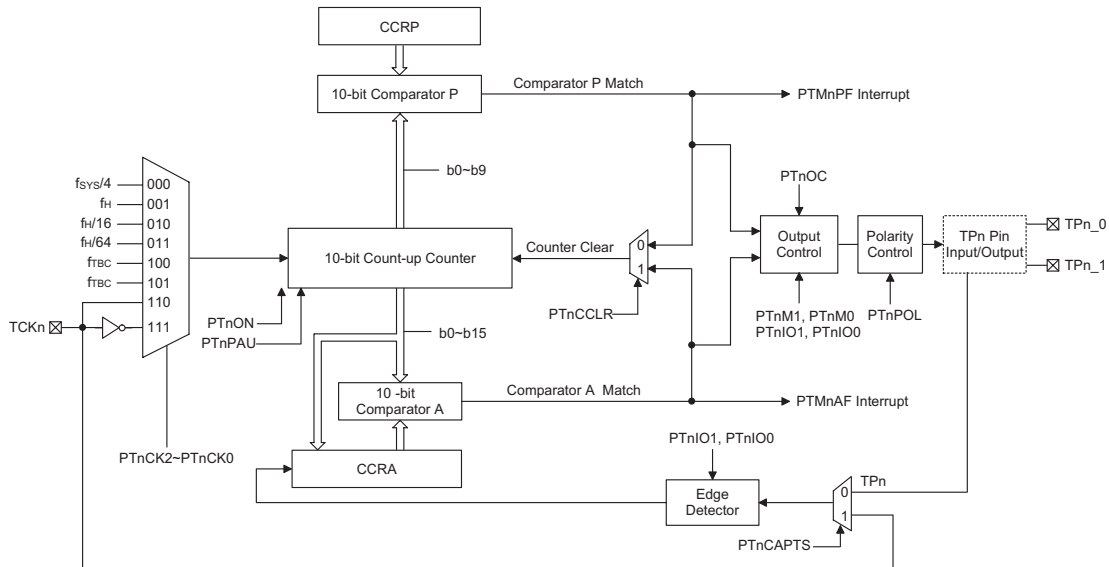 CCRP
10-bit Comparator P
Comparator P Match
PTMnPF Interrupt
b0~b9
fSYS/4
000
fH
001
fH/16
010
fH/64
011
fTBC
100
fTBC
101
110
111
TCKn
PTnCK2~PTnCK0
10-bit Count-up Counter
PTnON
PTnPAU
Counter Clear
0
1
PTnCCLR
PTnOC
Output
Control
PTnM1, PTnM0
PTnIO1, PTnIO0
Polarity
Control
PTnPOL
TPn Pin
Input/Output
TPn_0
TPn_1
b0~b15
10 -bit
Comparator A
Comparator A Match
PTMnAF Interrupt
CCRA
PTnIO1, PTnIO0
Edge
Detector
TPn
0
1
PTnCAPTS